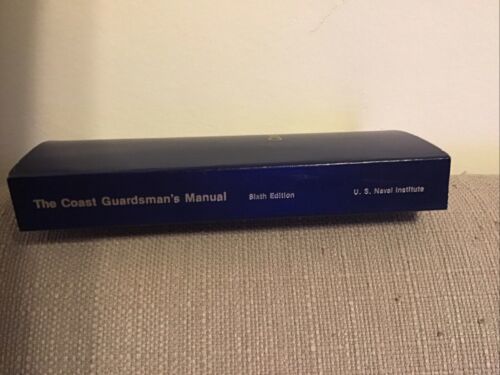 The Coast Guardsman's Manual Sixth Edition U. S. Naval Institute